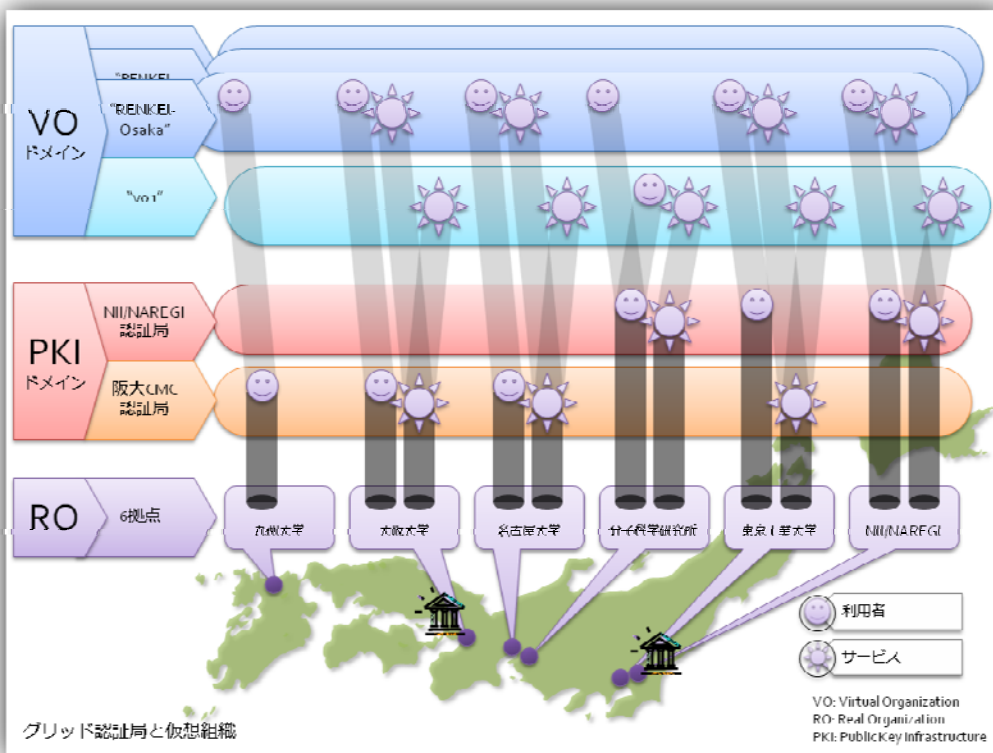 VO
ドメイン
"RENKEI-
"RENKEI-
Osaka"
"vo1"
PKI
ドメイン
NII/NAREGI
認証局
阪大CMC
認証局
RO
6拠点
九州大学
大阪大学
名古屋大学
分子科学研究所
東京工業大学
NII/NAREGI
利用者
サービス
VO: Virtual Organization
RO: Real Organization
PKI: PublicKey Infrastructure
グリッド認証局と仮想組織